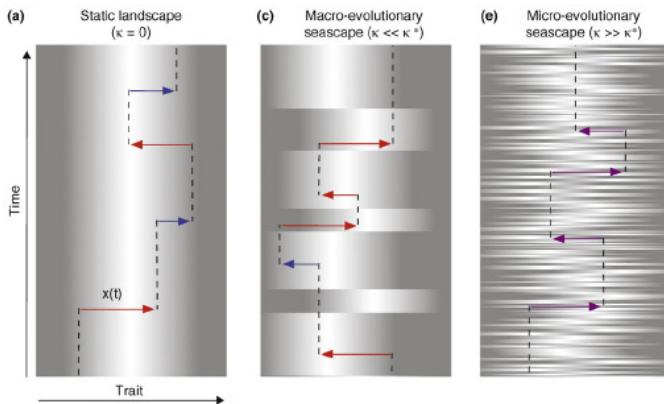 (a)
Static landscape
(κ = 0)
(c)
Macro-evolutionary
seascape (κ << κ*)
(e)
Micro-evolutionary
seascape (κ >> κ*)
Time
x(t)
Trait